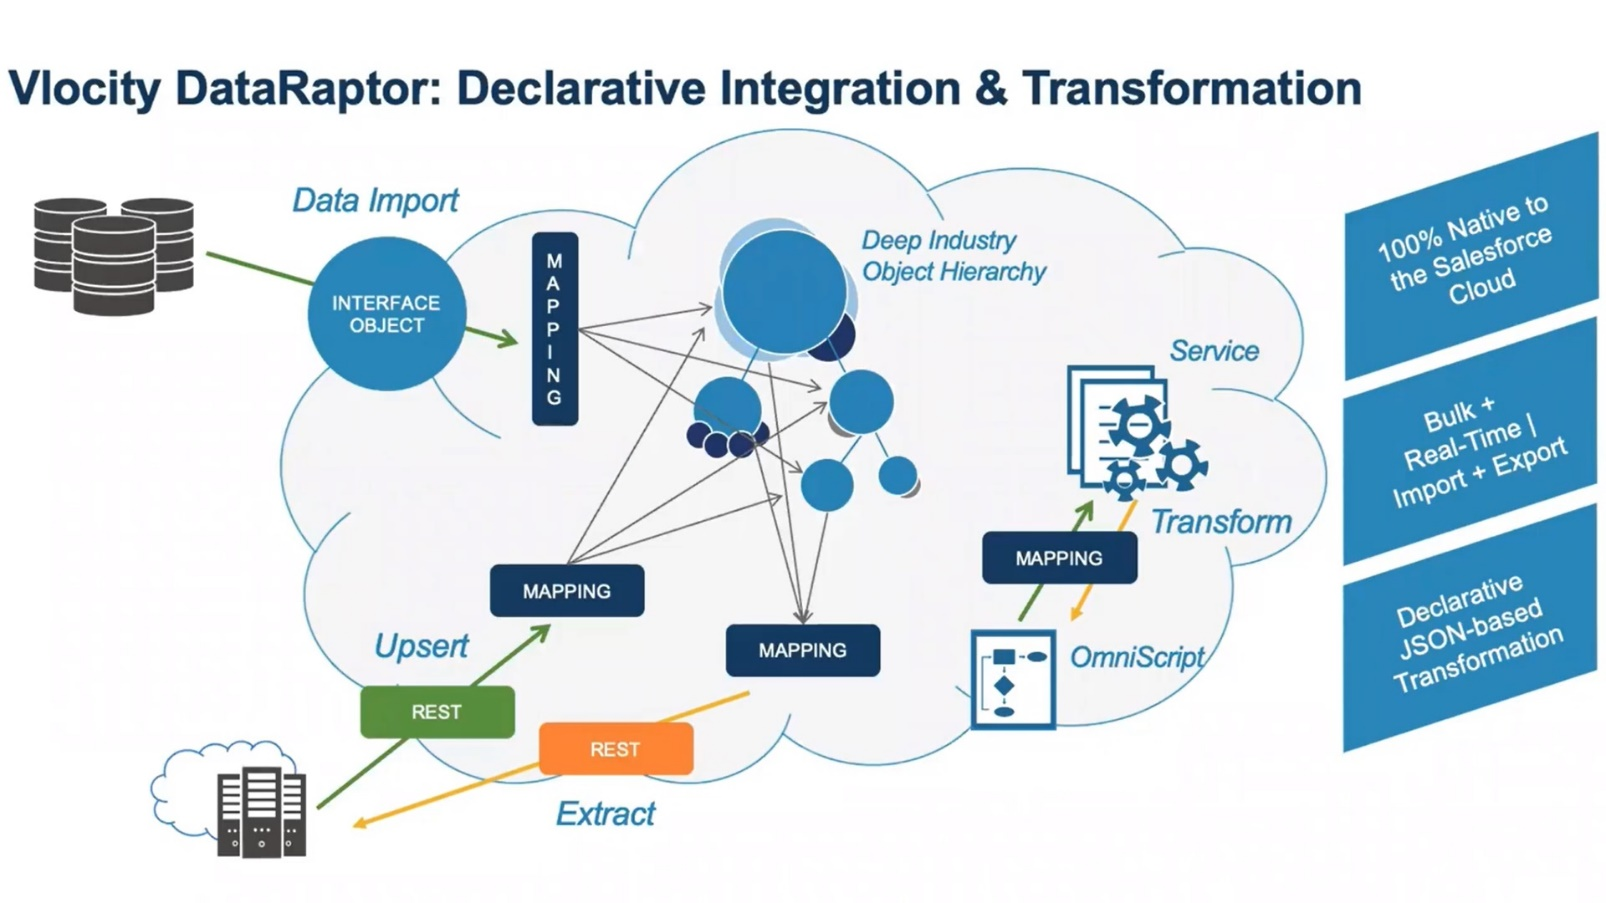 Vlocity DataRaptor: Declarative Integration & Transformation
Data Import
INTERFACE
OBJECT
M
A
P
P
I
N
G
Deep Industry
Object Hierarchy
Service
Transform
MAPPING
OmniScript
MAPPING
Upsert
REST
MAPPING
REST
Extract
100% Native to
the Salesforce
Cloud
Bulk +
Real-Time |
Import + Export
Declarative
JSON-based
Transformation